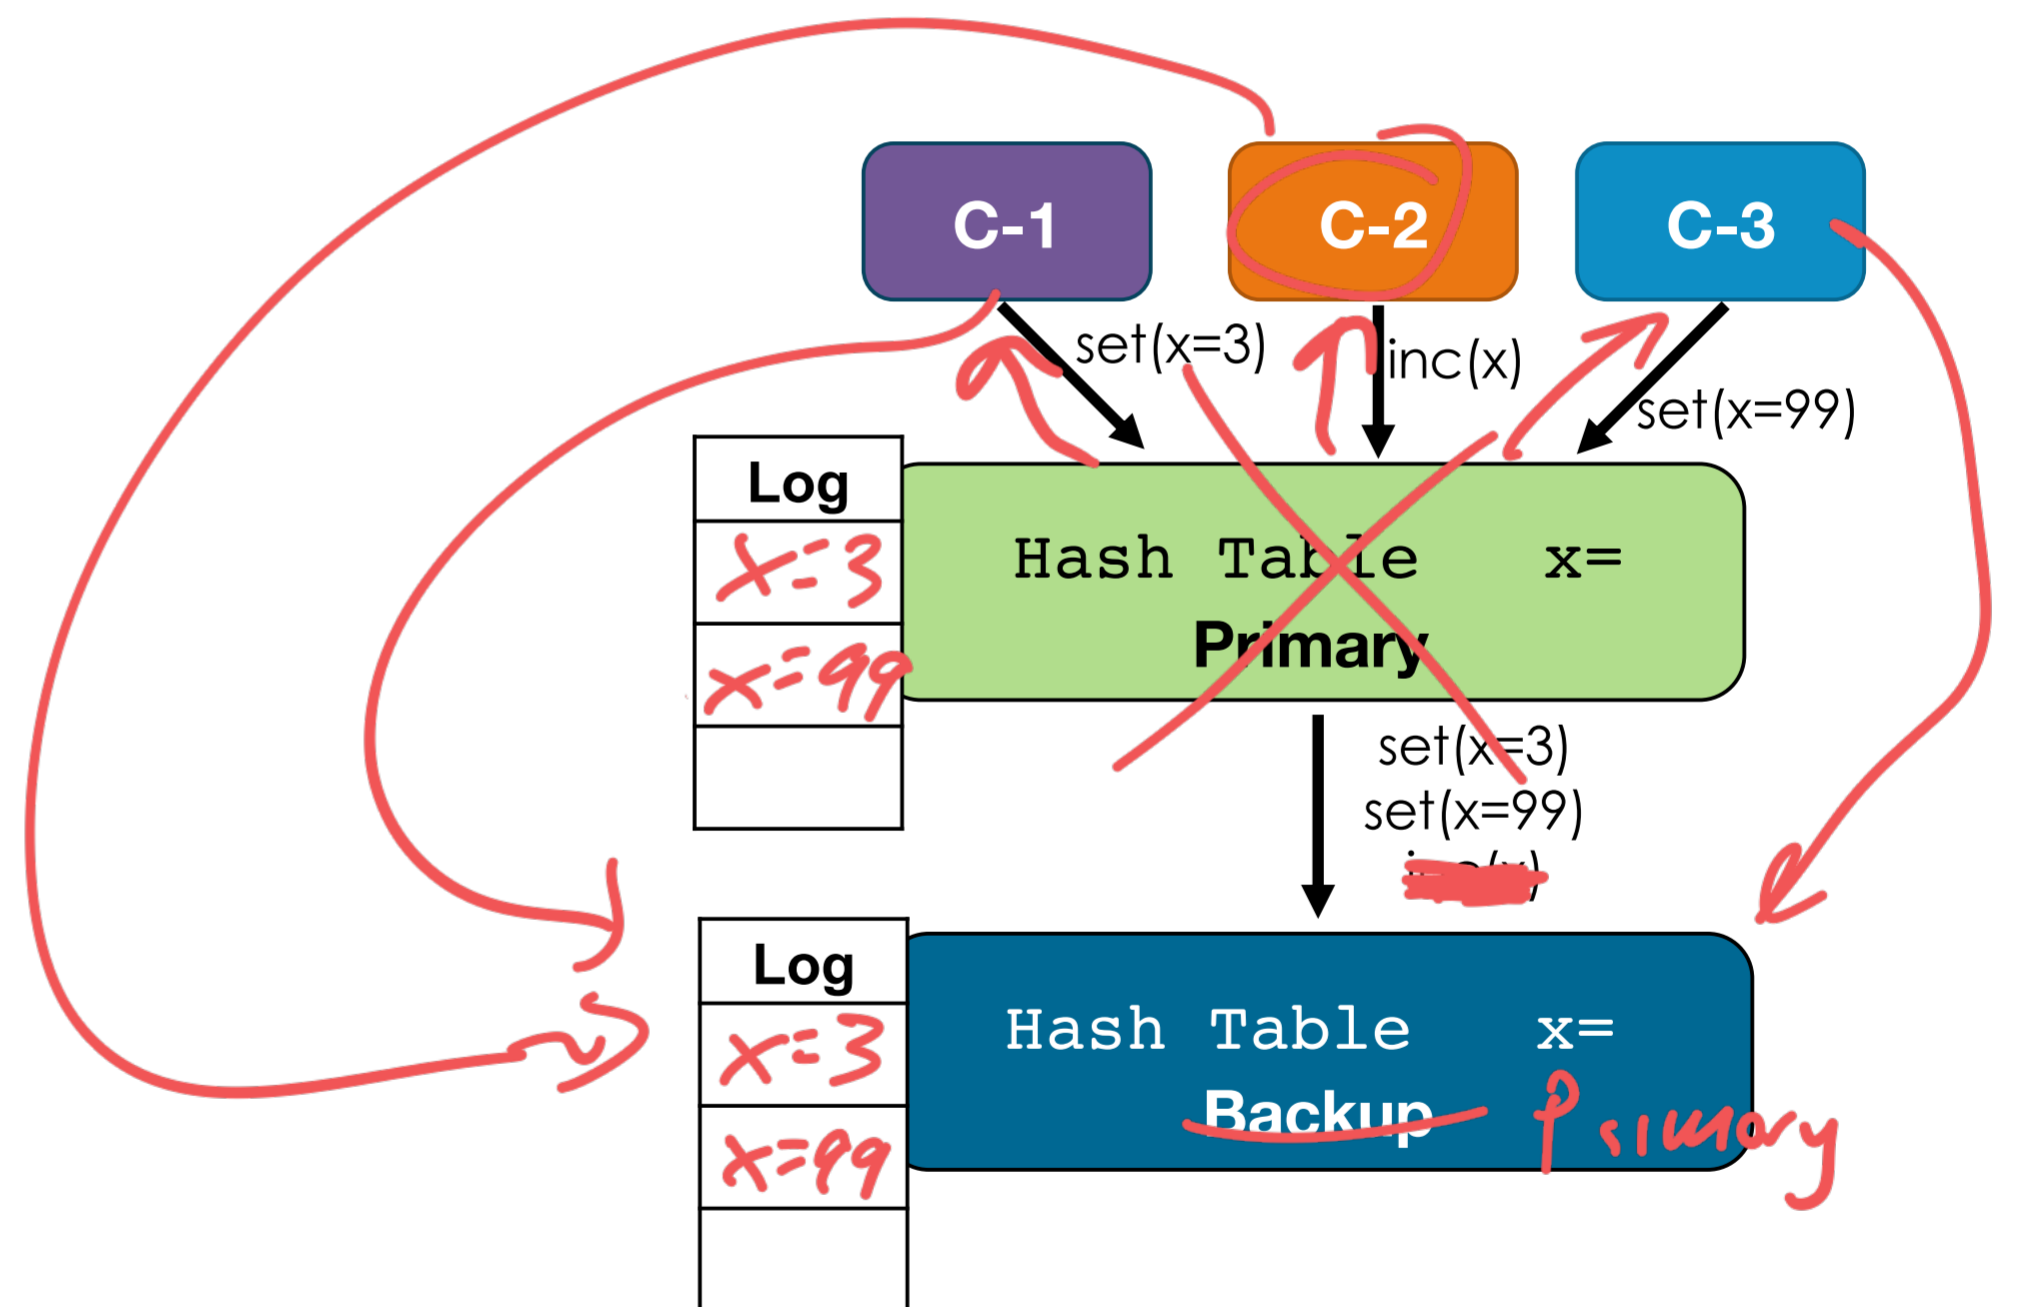 C-1
C-2
C-3
set(x=3)
inc(x)
set(x=99)
Log
x=3
x=99
Hash Table x=
Primary
set(x=3)
set(x=99)
Log
x=3
x=99
Hash Table x=
Backup Primary